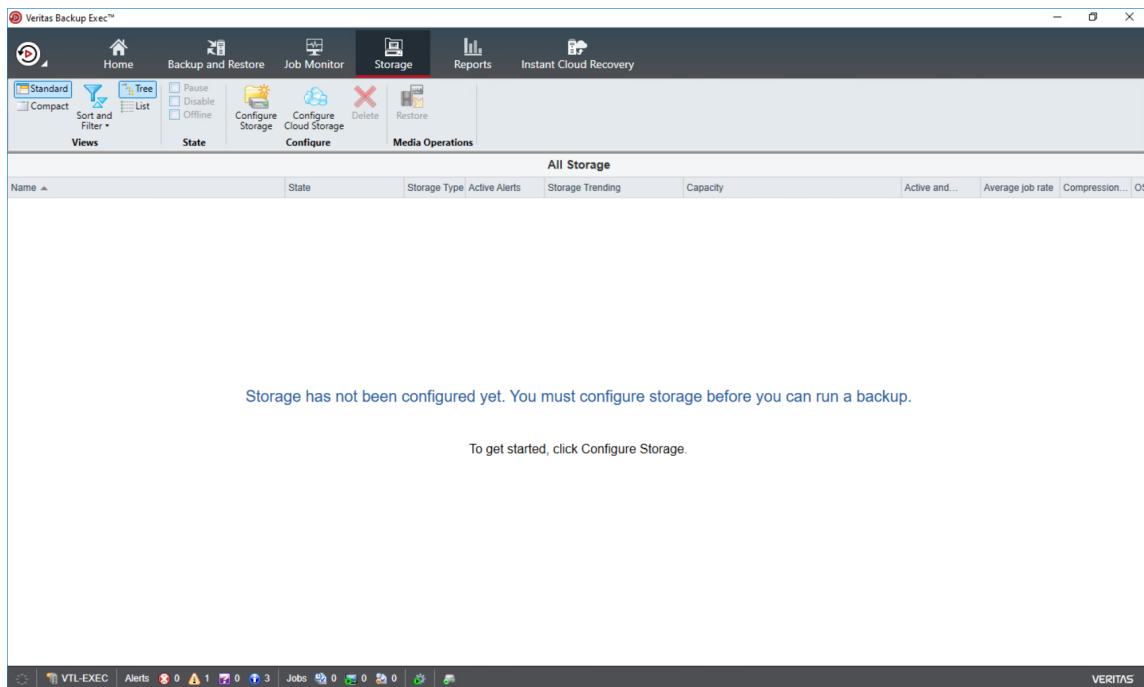 Veritas Backup Exec™
Home Backup and Restore Job Monitor Storage Reports Instant Cloud Recovery
Standard
Compact
Sort and
Filter
Tree
List
Views
Pause
Disable
Offline
State
Configure
Storage
Configure
Cloud Storage
Delete
Configure
Restore
Media Operations
All Storage
Name State Storage Type Active Alerts Storage Trending Capacity Active and... Average job rate Compression... OS
Storage has not been configured yet. You must configure storage before you can run a backup.
To get started, click Configure Storage.
VTL-EXEC Alerts 0 1 0 3 Jobs 0 0 0 VERITAS